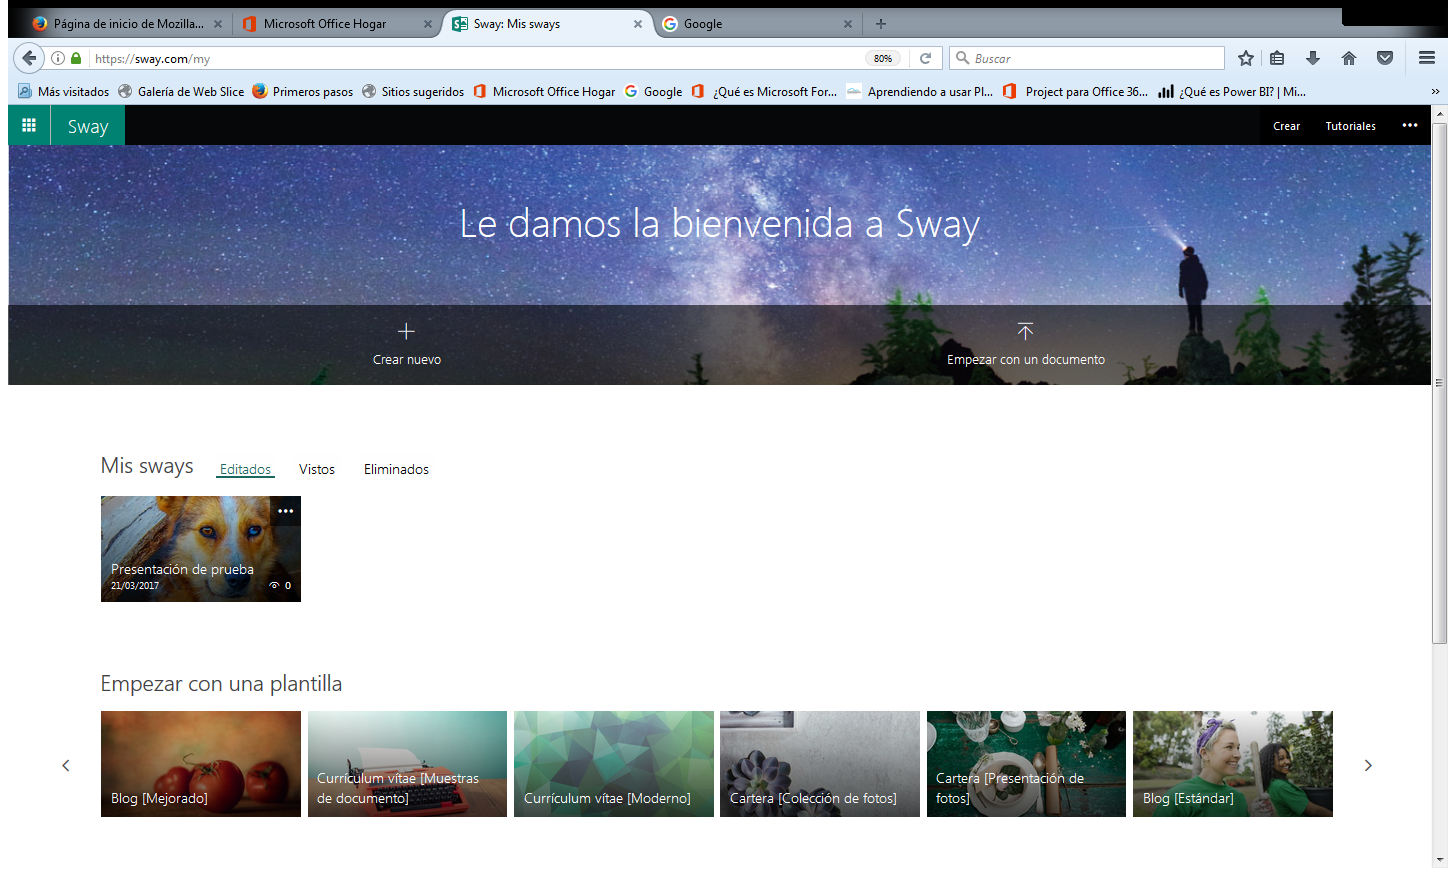 Página de inicio de Mozilla...
Microsoft Office Hogar
Sway: Mis sways
Google
https://sway.com/my
80%
Buscar
Más visitados
Galería de Web Slice
Primeros pasos
Sitios sugeridos
Microsoft Office Hogar
Google
¿Qué es Microsoft For...
Aprendiendo a usar Pl...
Project para Office 36...
¿Qué es Power BI? | Mi...
Sway
Crear
Tutoriales
Le damos la bienvenida a Sway
Crear nuevo
Empezar con un documento
Mis sways
Editados
Vistos
Eliminados
Presentación de prueba
21/03/2017
0
Empezar con una plantilla
Blog [Mejorado]
Currículum vítae [Muestras
de documento]
Currículum vítae [Moderno]
Cartera [Colección de fotos]
Cartera [Presentación de
fotos]
Blog [Estándar]